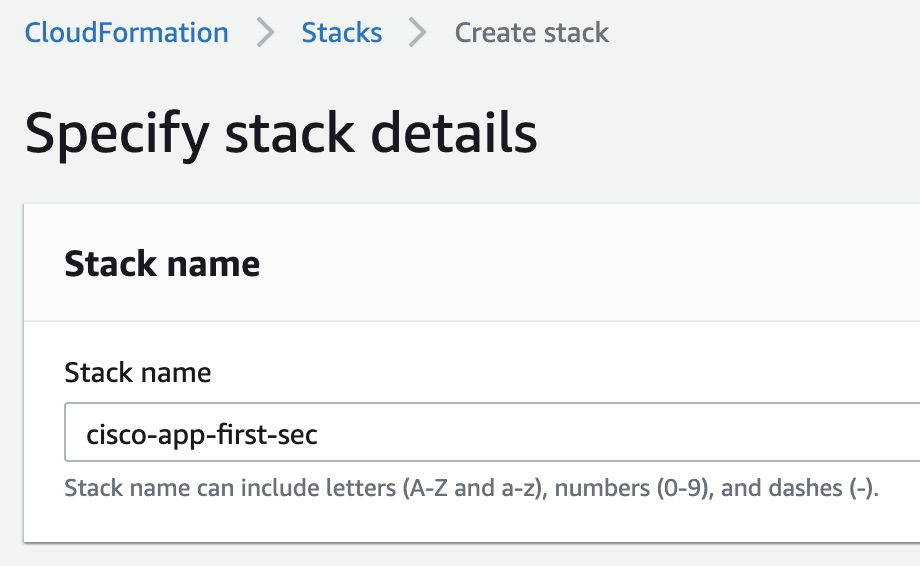 CloudFormation > Stacks > Create stack
Specify stack details
Stack name
Stack name
cisco-app-first-sec
Stack name can include letters (A-Z and a-z), numbers (0-9), and dashes (-).